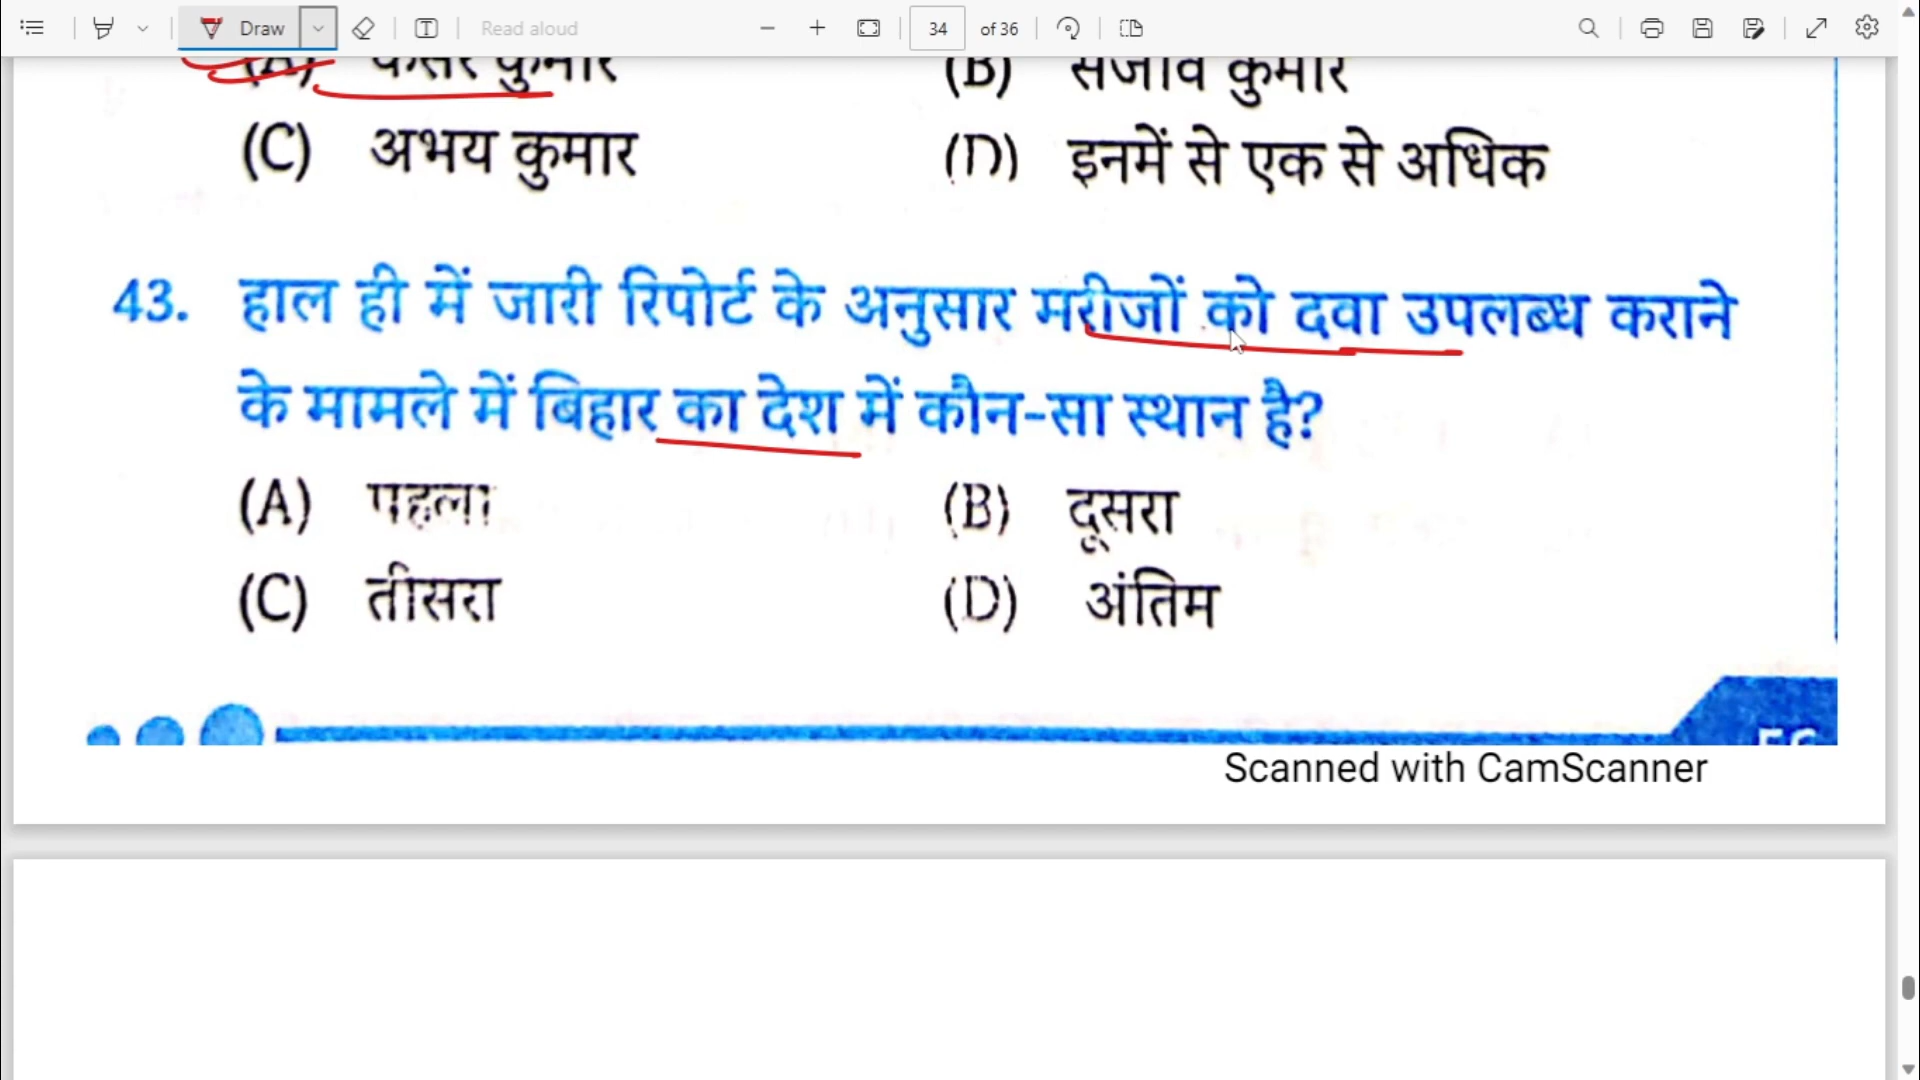 Draw
Read aloud
34 of 36
(A) केसर कुमार (B) संजीव कुमार
(C) अभय कुमार (D) इनमें से एक से अधिक
43. हाल ही में जारी रिपोर्ट के अनुसार मरीजों को दवा उपलब्ध कराने
के मामले में बिहार का देश में कौन-सा स्थान है?
(A) पहला (B) दूसरा
(C) तीसरा (D) अंतिम
Scanned with CamScanner